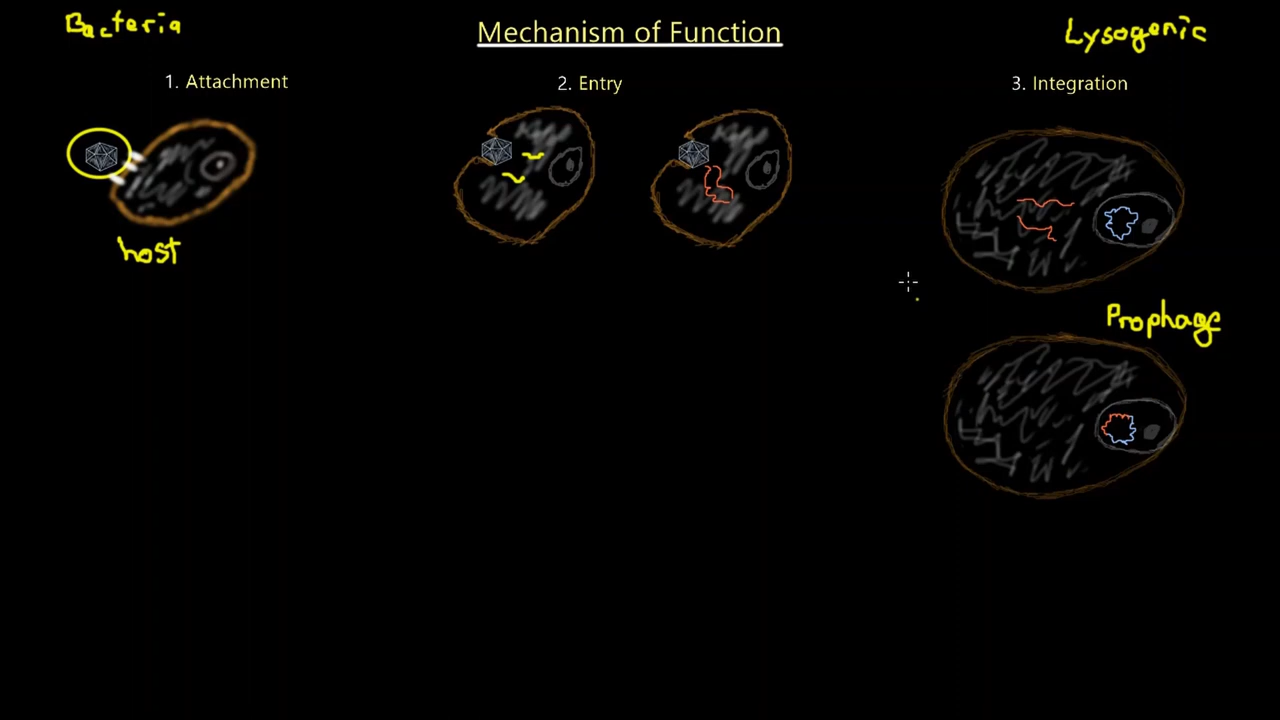 Bacteria
Mechanism of Function
Lysogenic
1. Attachment
2. Entry
3. Integration
host
Prophage